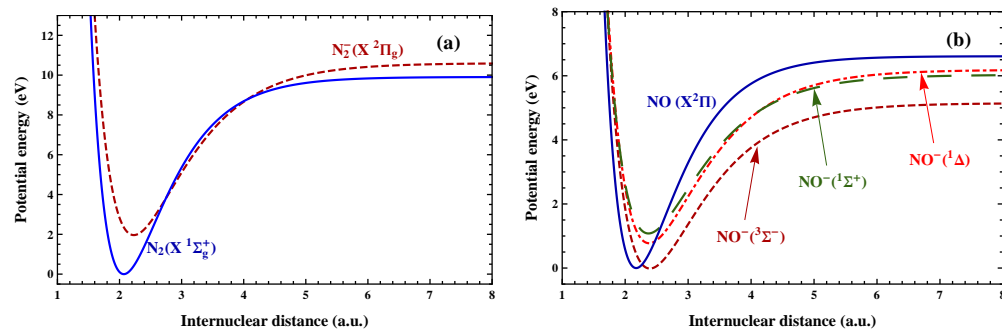 (a)
N₂⁻(X ²Π_g)
N₂(X ¹Σ_g⁺)
Potential energy (eV)
12
10
8
6
4
2
0
1 2 3 4 5 6 7 8
Internuclear distance (a.u.)
(b)
NO (X²Π)
NO⁻(¹Δ)
NO⁻(¹Σ⁺)
NO⁻(³Σ⁻)
Potential energy (eV)
8
6
4
2
0
1 2 3 4 5 6 7 8
Internuclear distance (a.u.)